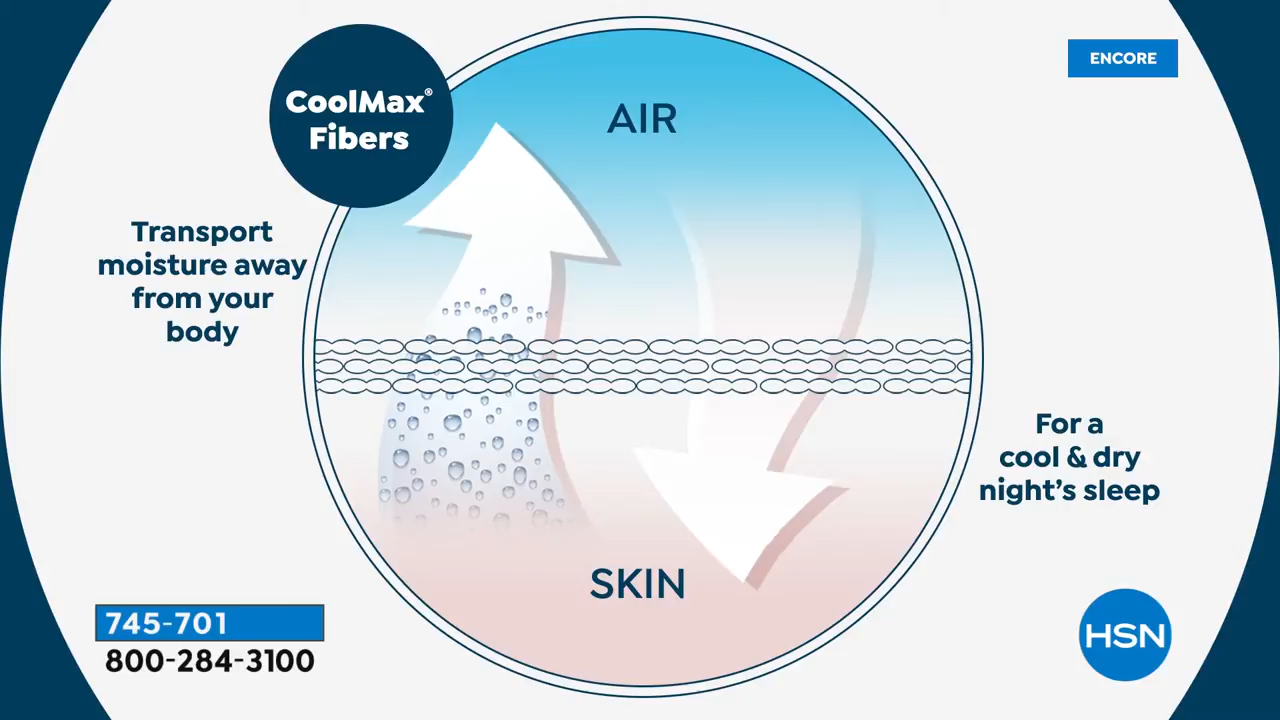 CoolMax®
Fibers
ENCORE
AIR
Transport
moisture away
from your
body
For a
cool & dry
night's sleep
SKIN
745-701
800-284-3100
HSN